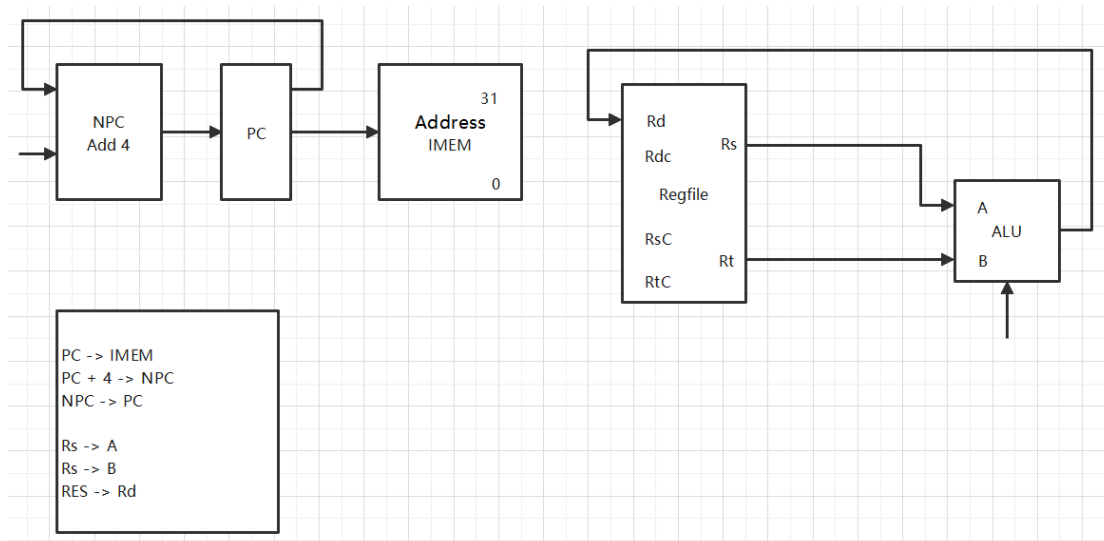 NPC
Add 4
PC
31
Address
IMEM
0
Rd
Rdc
Rs
Regfile
RsC
Rt
RtC
A
ALU
B
PC -> IMEM
PC + 4 -> NPC
NPC -> PC
Rs -> A
Rs -> B
RES -> Rd